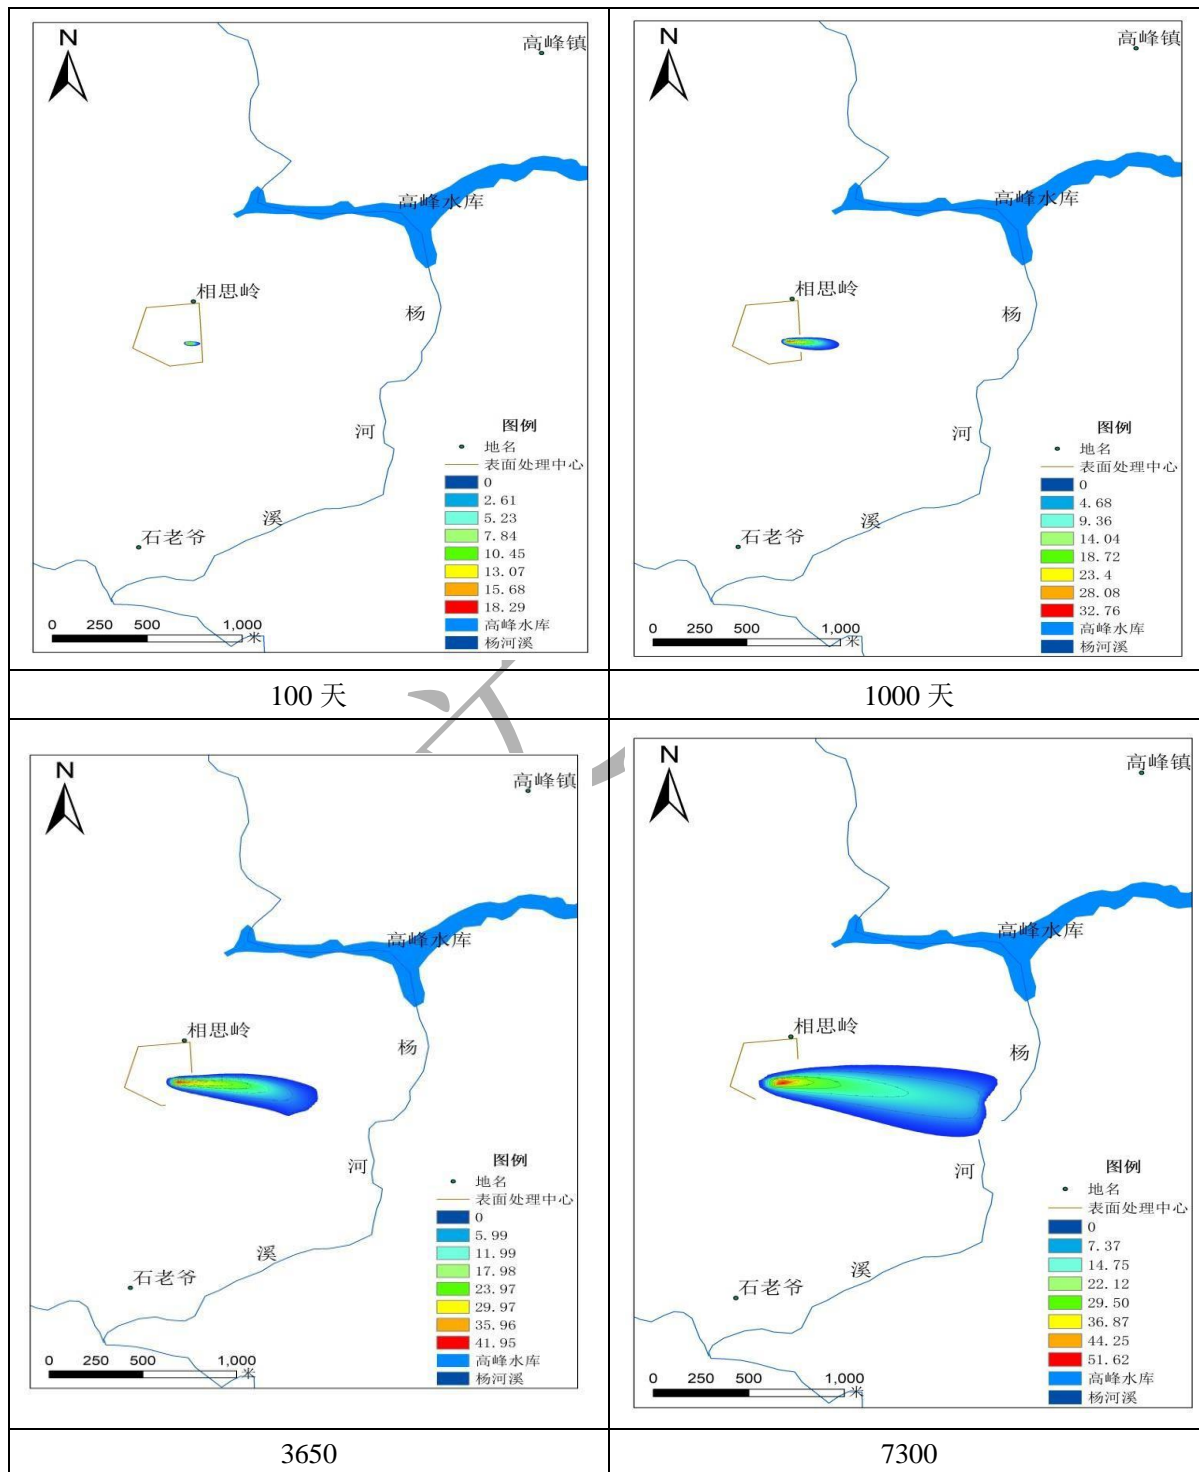 N
高峰镇
高峰水库
相思岭
杨
河
溪
石老爷
图例
地名
表面处理中心
0
2.61
5.23
7.84
10.45
13.07
15.68
18.29
高峰水库
杨河溪
0 250 500 1,000
米
100 天
N
高峰镇
高峰水库
相思岭
杨
河
溪
石老爷
图例
地名
表面处理中心
0
4.68
9.36
14.04
18.72
23.4
28.08
32.76
高峰水库
杨河溪
0 250 500 1,000
米
1000 天
N
高峰镇
高峰水库
相思岭
杨
河
溪
石老爷
图例
地名
表面处理中心
0
5.99
11.99
17.98
23.97
29.97
35.96
41.95
高峰水库
杨河溪
0 250 500 1,000
米
3650
N
高峰镇
高峰水库
相思岭
杨
河
溪
石老爷
图例
地名
表面处理中心
0
7.37
14.75
22.12
29.50
36.87
44.25
51.62
高峰水库
杨河溪
0 250 500 1,000
米
7300